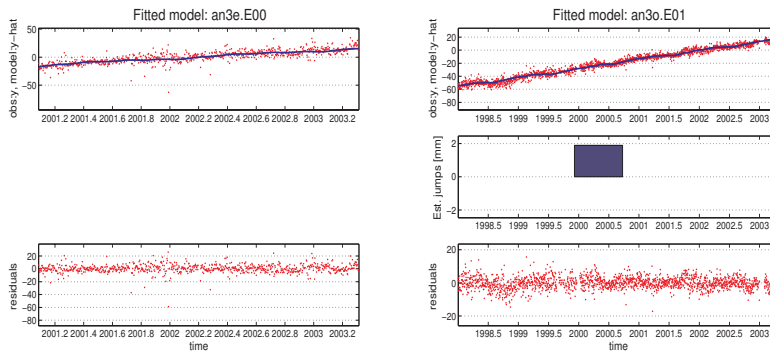 Fitted model: an3e.E00
obs:y, model:y−hat
50
0
−50
2001.2 2001.4 2001.6 2001.8 2002 2002.2 2002.4 2002.6 2002.8 2003 2003.2
residuals
20
0
−20
−40
−60
−80
2001.2 2001.4 2001.6 2001.8 2002 2002.2 2002.4 2002.6 2002.8 2003 2003.2
time
Fitted model: an3o.E01
obs:y, model:y−hat
20
0
−20
−40
−60
−80
1998.5 1999 1999.5 2000 2000.5 2001 2001.5 2002 2002.5 2003
Est. jumps [mm]
2
0
−2
1998.5 1999 1999.5 2000 2000.5 2001 2001.5 2002 2002.5 2003
residuals
20
0
−20
1998.5 1999 1999.5 2000 2000.5 2001 2001.5 2002 2002.5 2003
time